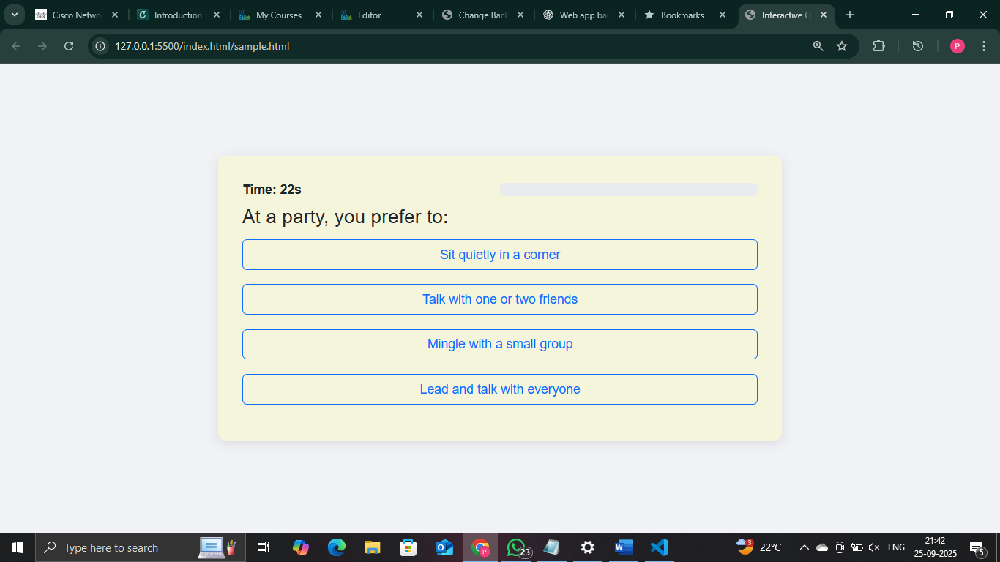 Cisco Netwo
Introduction
My Courses
Editor
Change Back
Web app ba
Bookmarks
Interactive Q
127.0.0.1:5500/index.html/sample.html
P
Time: 22s
At a party, you prefer to:
Sit quietly in a corner
Talk with one or two friends
Mingle with a small group
Lead and talk with everyone
Type here to search
23
3
22°C
ENG
21:42
25-09-2025
5